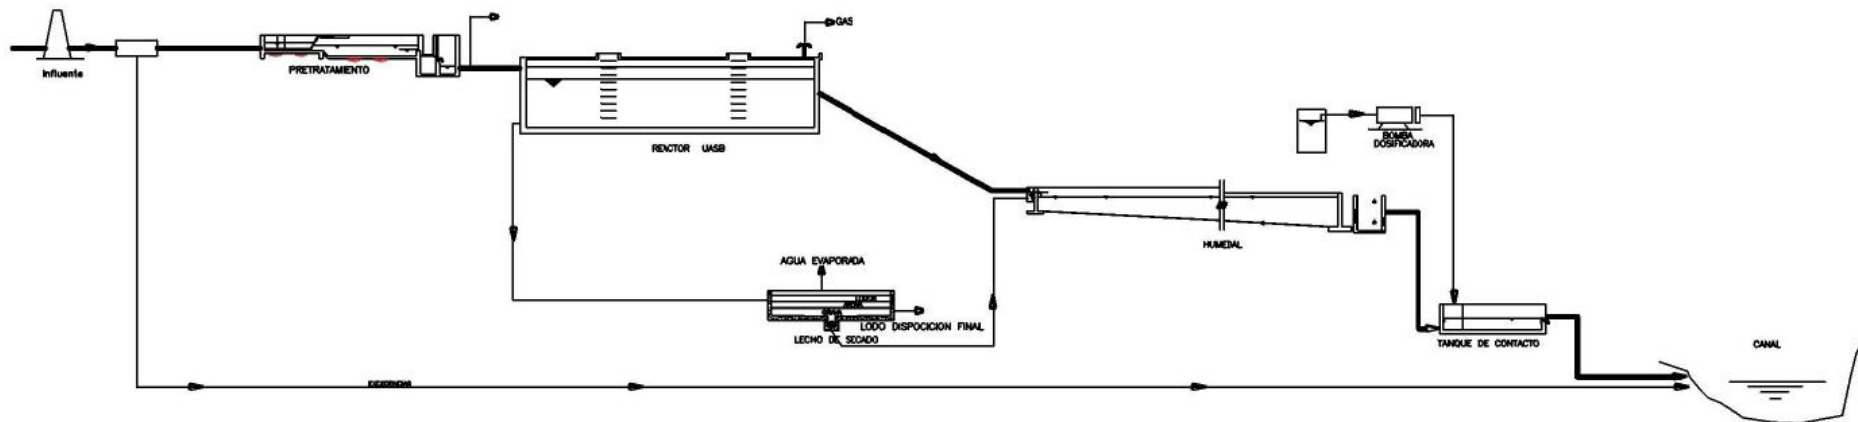 GAS
Influente
PRETRATAMIENTO
REACTOR UASB
BOMBA
DOSIFICADORA
HUMEDAL
AGUA EVAPORADA
LODO DISPOCICION FINAL
LECHO DE SECADO
TANQUE DE CONTACTO
CANAL